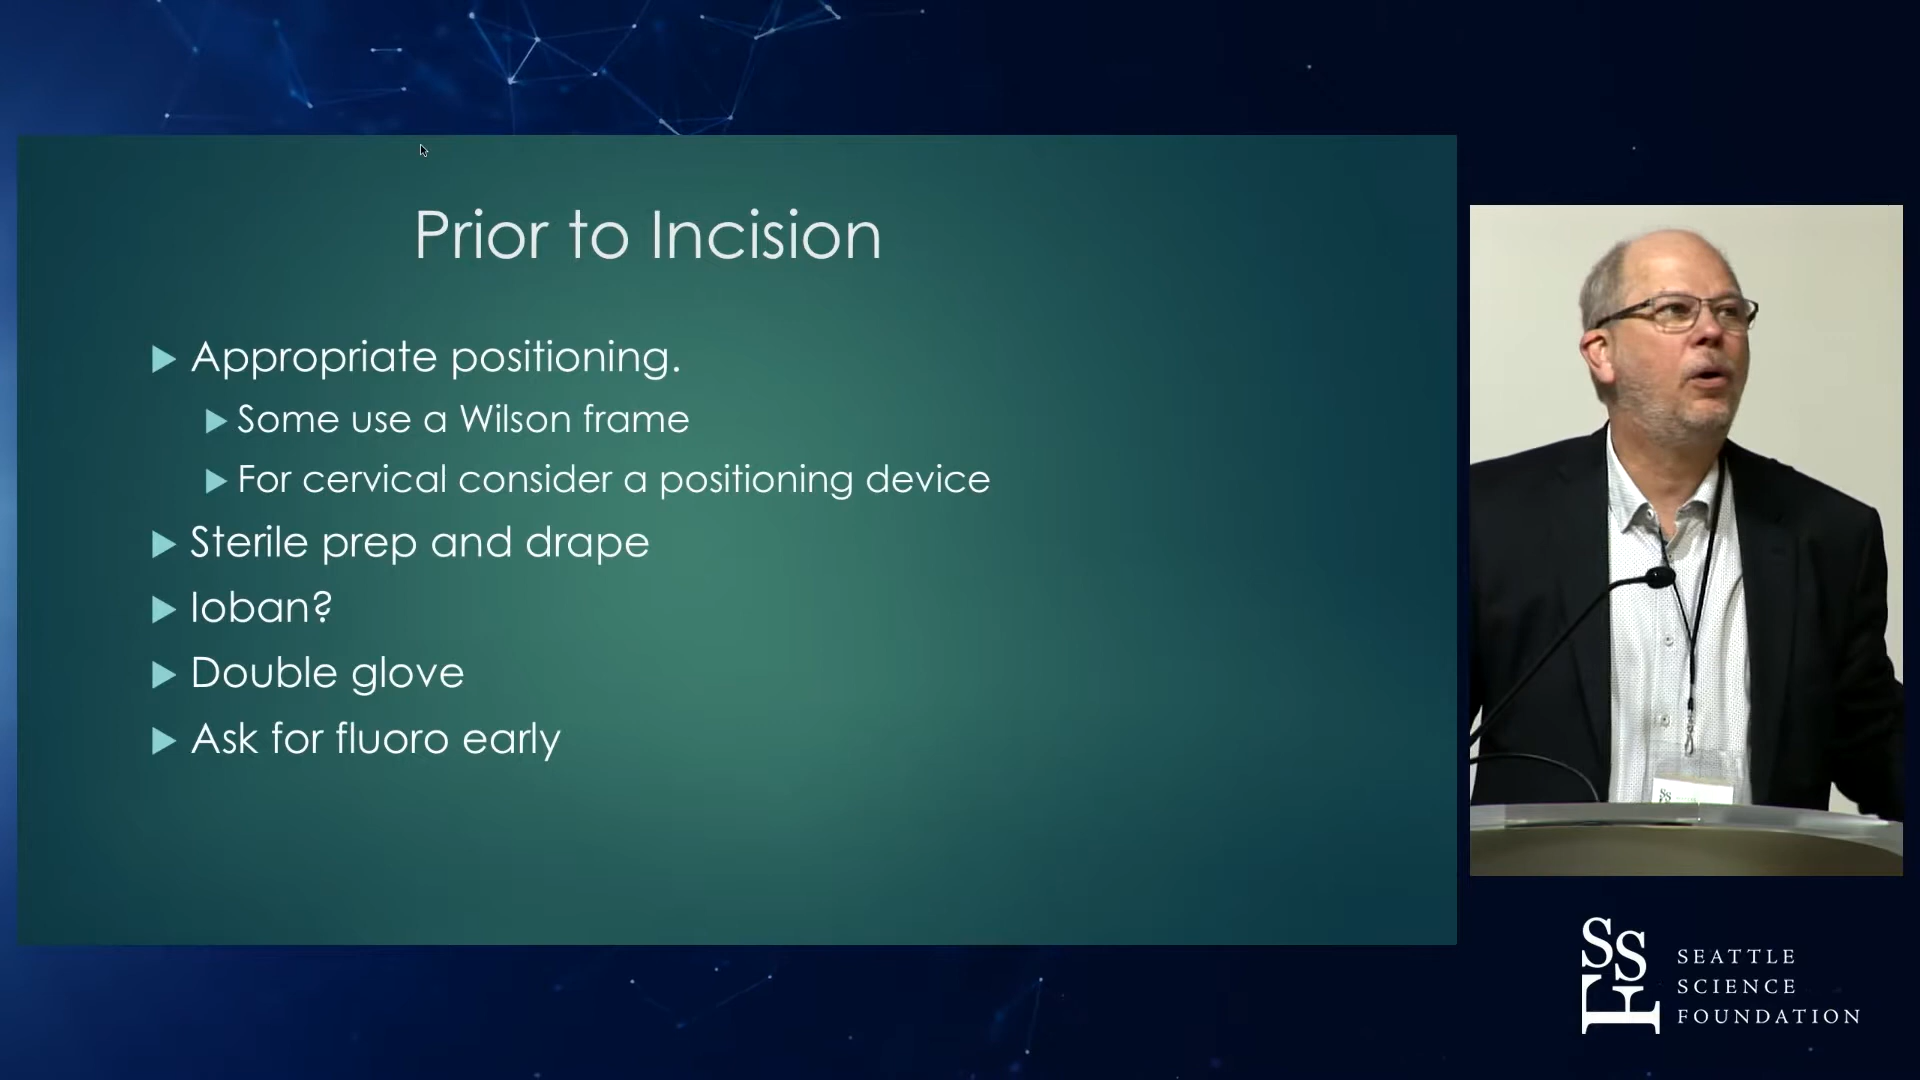 Prior to Incision
Appropriate positioning.
Some use a Wilson frame
For cervical consider a positioning device
Sterile prep and drape
Ioban?
Double glove
Ask for fluoro early
SSF
SEATTLE
SCIENCE
FOUNDATION